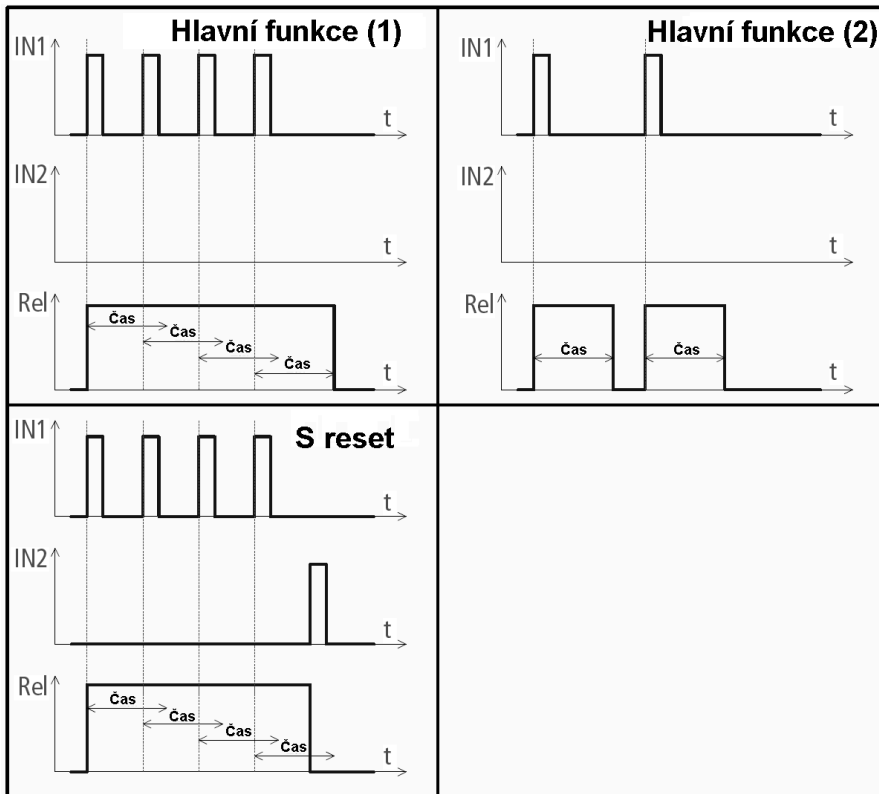 Hlavní funkce (1)
IN1
t
IN2
t
Rel
Čas
Čas
Čas
Čas
t
Hlavní funkce (2)
IN1
t
IN2
t
Rel
Čas
Čas
t
S reset
IN1
t
IN2
t
Rel
Čas
Čas
Čas
Čas
t